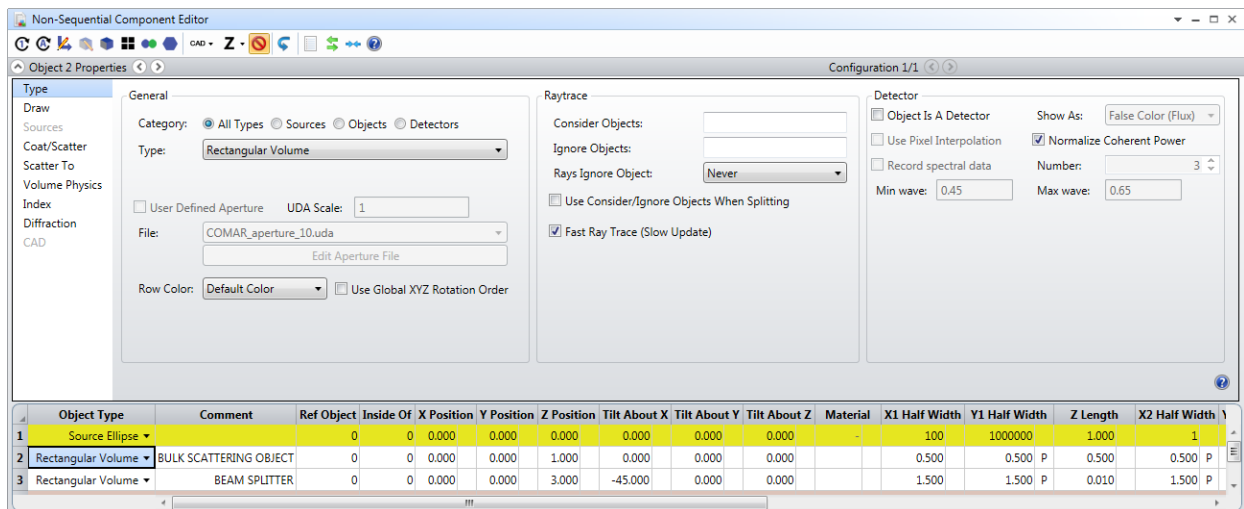 Non-Sequential Component Editor
CAD Z
Object 2 Properties Configuration 1/1
Type
Draw
Sources
Coat/Scatter
Scatter To
Volume Physics
Index
Diffraction
CAD
General
Category: All Types Sources Objects Detectors
Type: Rectangular Volume
User Defined Aperture UDA Scale: 1
File: COMAR_aperture_10.uda
Edit Aperture File
Row Color: Default Color Use Global XYZ Rotation Order
Raytrace
Consider Objects:
Ignore Objects:
Rays Ignore Object: Never
Use Consider/Ignore Objects When Splitting
Fast Ray Trace (Slow Update)
Detector
Object Is A Detector Show As: False Color (Flux)
Use Pixel Interpolation Normalize Coherent Power
Record spectral data Number: 3
Min wave: 0.45 Max wave: 0.65
Object Type Comment Ref Object Inside Of X Position Y Position Z Position Tilt About X Tilt About Y Tilt About Z Material X1 Half Width Y1 Half Width Z Length X2 Half Width Y
1 Source Ellipse 0 0 0.000 0.000 0.000 0.000 0.000 0.000 - 100 1000000 1.000 1
2 Rectangular Volume BULK SCATTERING OBJECT 0 0 0.000 0.000 1.000 0.000 0.000 0.000 0.500 0.500 P 0.500 0.500 P
3 Rectangular Volume BEAM SPLITTER 0 0 0.000 0.000 3.000 -45.000 0.000 0.000 1.500 1.500 P 0.010 1.500 P